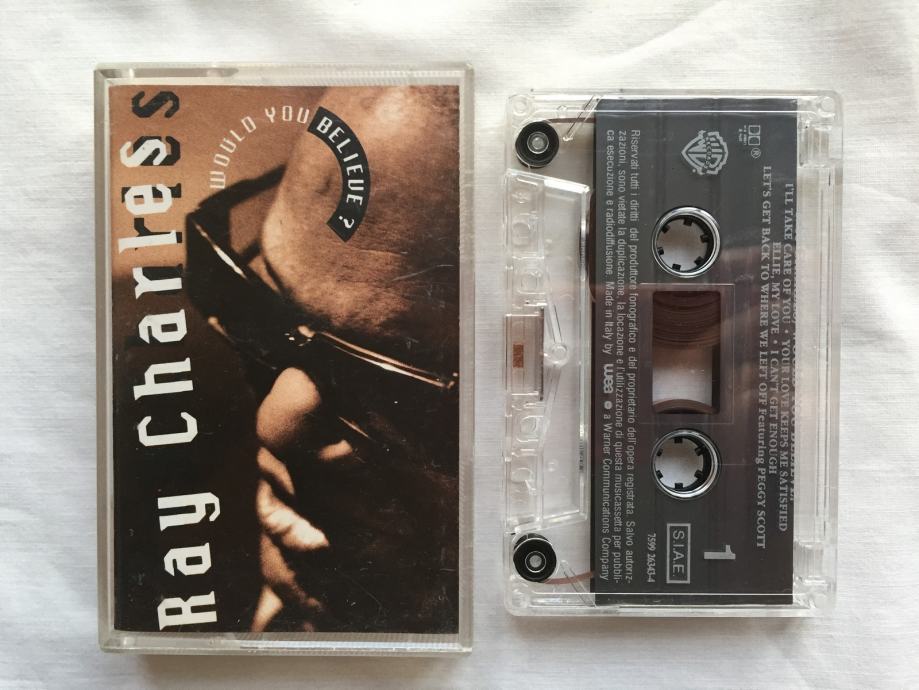 Ray Charles
WOULD YOU BELIEVE?
I'LL TAKE CARE OF YOU • YOUR LOVE KEEPS ME SATISFIED
ELLIE, MY LOVE • I CAN'T GET ENOUGH
LET'S GET BACK TO WHERE WE LEFT OFF Featuring PEGGY SCOTT
1
S.I.A.E.
7599 26343-4
Riservati tutti i diritti del produttore fonografico e del proprietario dell'opera registrata. Salvo autoriz-
zazioni, sono vietate la duplicazione, la locazione e l'utilizzazione di questa musicassetta per pubbli-
ca esecuzione e radiodiffusione. Made in Italy by wea a Warner Communications Company